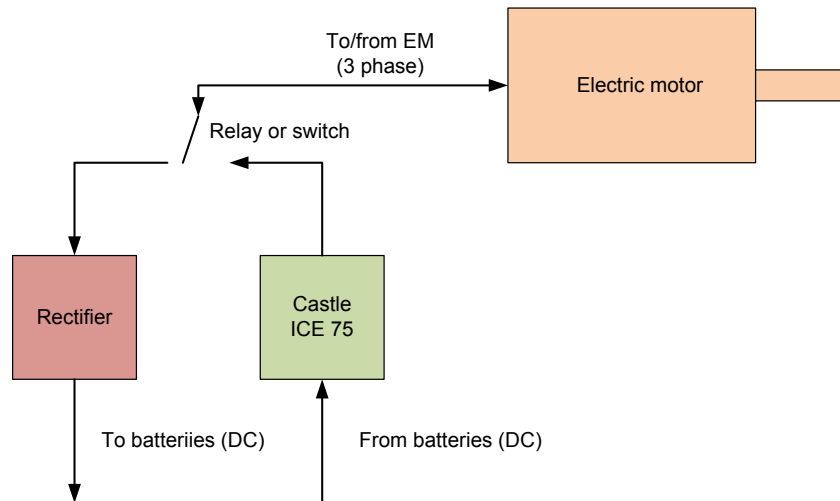 To/from EM
(3 phase)
Electric motor
Relay or switch
Rectifier
Castle
ICE 75
To batteriies (DC)
From batteries (DC)